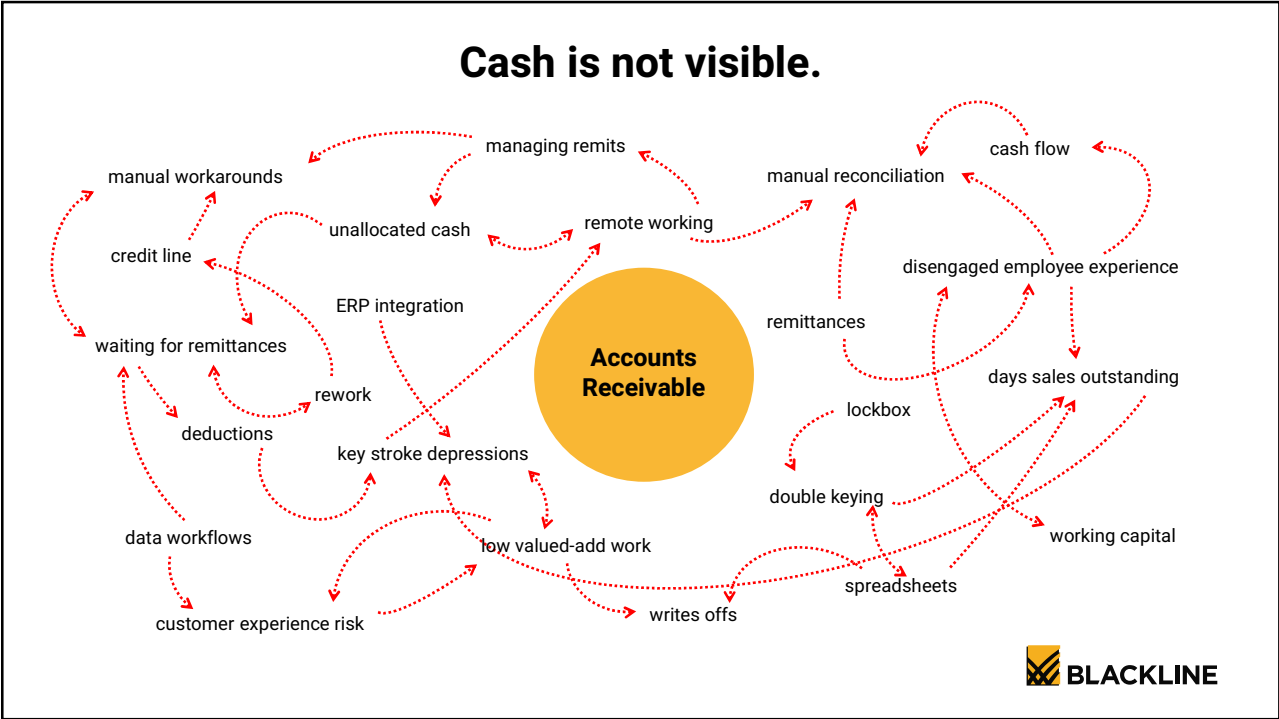 Cash is not visible.
managing remits
cash flow
manual workarounds
manual reconciliation
unallocated cash
remote working
credit line
disengaged employee experience
ERP integration
remittances
waiting for remittances
Accounts
Receivable
days sales outstanding
rework
lockbox
deductions
key stroke depressions
double keying
data workflows
low valued-add work
working capital
spreadsheets
customer experience risk
writes offs
BLACKLINE